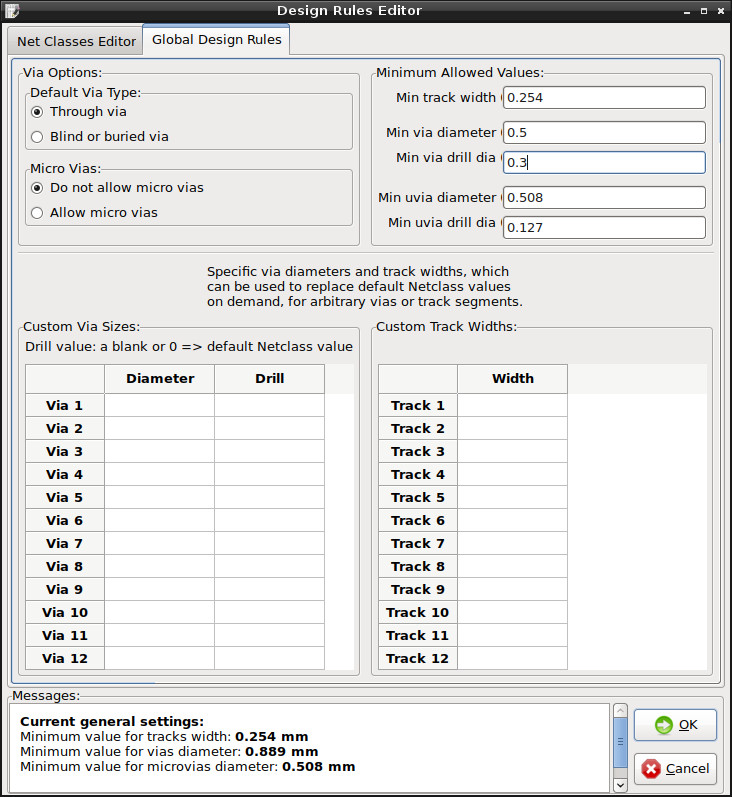 Design Rules Editor
Net Classes Editor
Global Design Rules
Via Options:
Default Via Type:
Through via
Blind or buried via
Micro Vias:
Do not allow micro vias
Allow micro vias
Minimum Allowed Values:
Min track width ( 0.254
Min via diameter ( 0.5
Min via drill dia ( 0.3
Min uvia diameter ( 0.508
Min uvia drill dia ( 0.127
Specific via diameters and track widths, which
can be used to replace default Netclass values
on demand, for arbitrary vias or track segments.
Custom Via Sizes:
Drill value: a blank or 0 => default Netclass value
Diameter Drill
Via 1
Via 2
Via 3
Via 4
Via 5
Via 6
Via 7
Via 8
Via 9
Via 10
Via 11
Via 12
Custom Track Widths:
Width
Track 1
Track 2
Track 3
Track 4
Track 5
Track 6
Track 7
Track 8
Track 9
Track 10
Track 11
Track 12
Messages:
Current general settings:
Minimum value for tracks width: 0.254 mm
Minimum value for vias diameter: 0.889 mm
Minimum value for microvias diameter: 0.508 mm
OK
Cancel